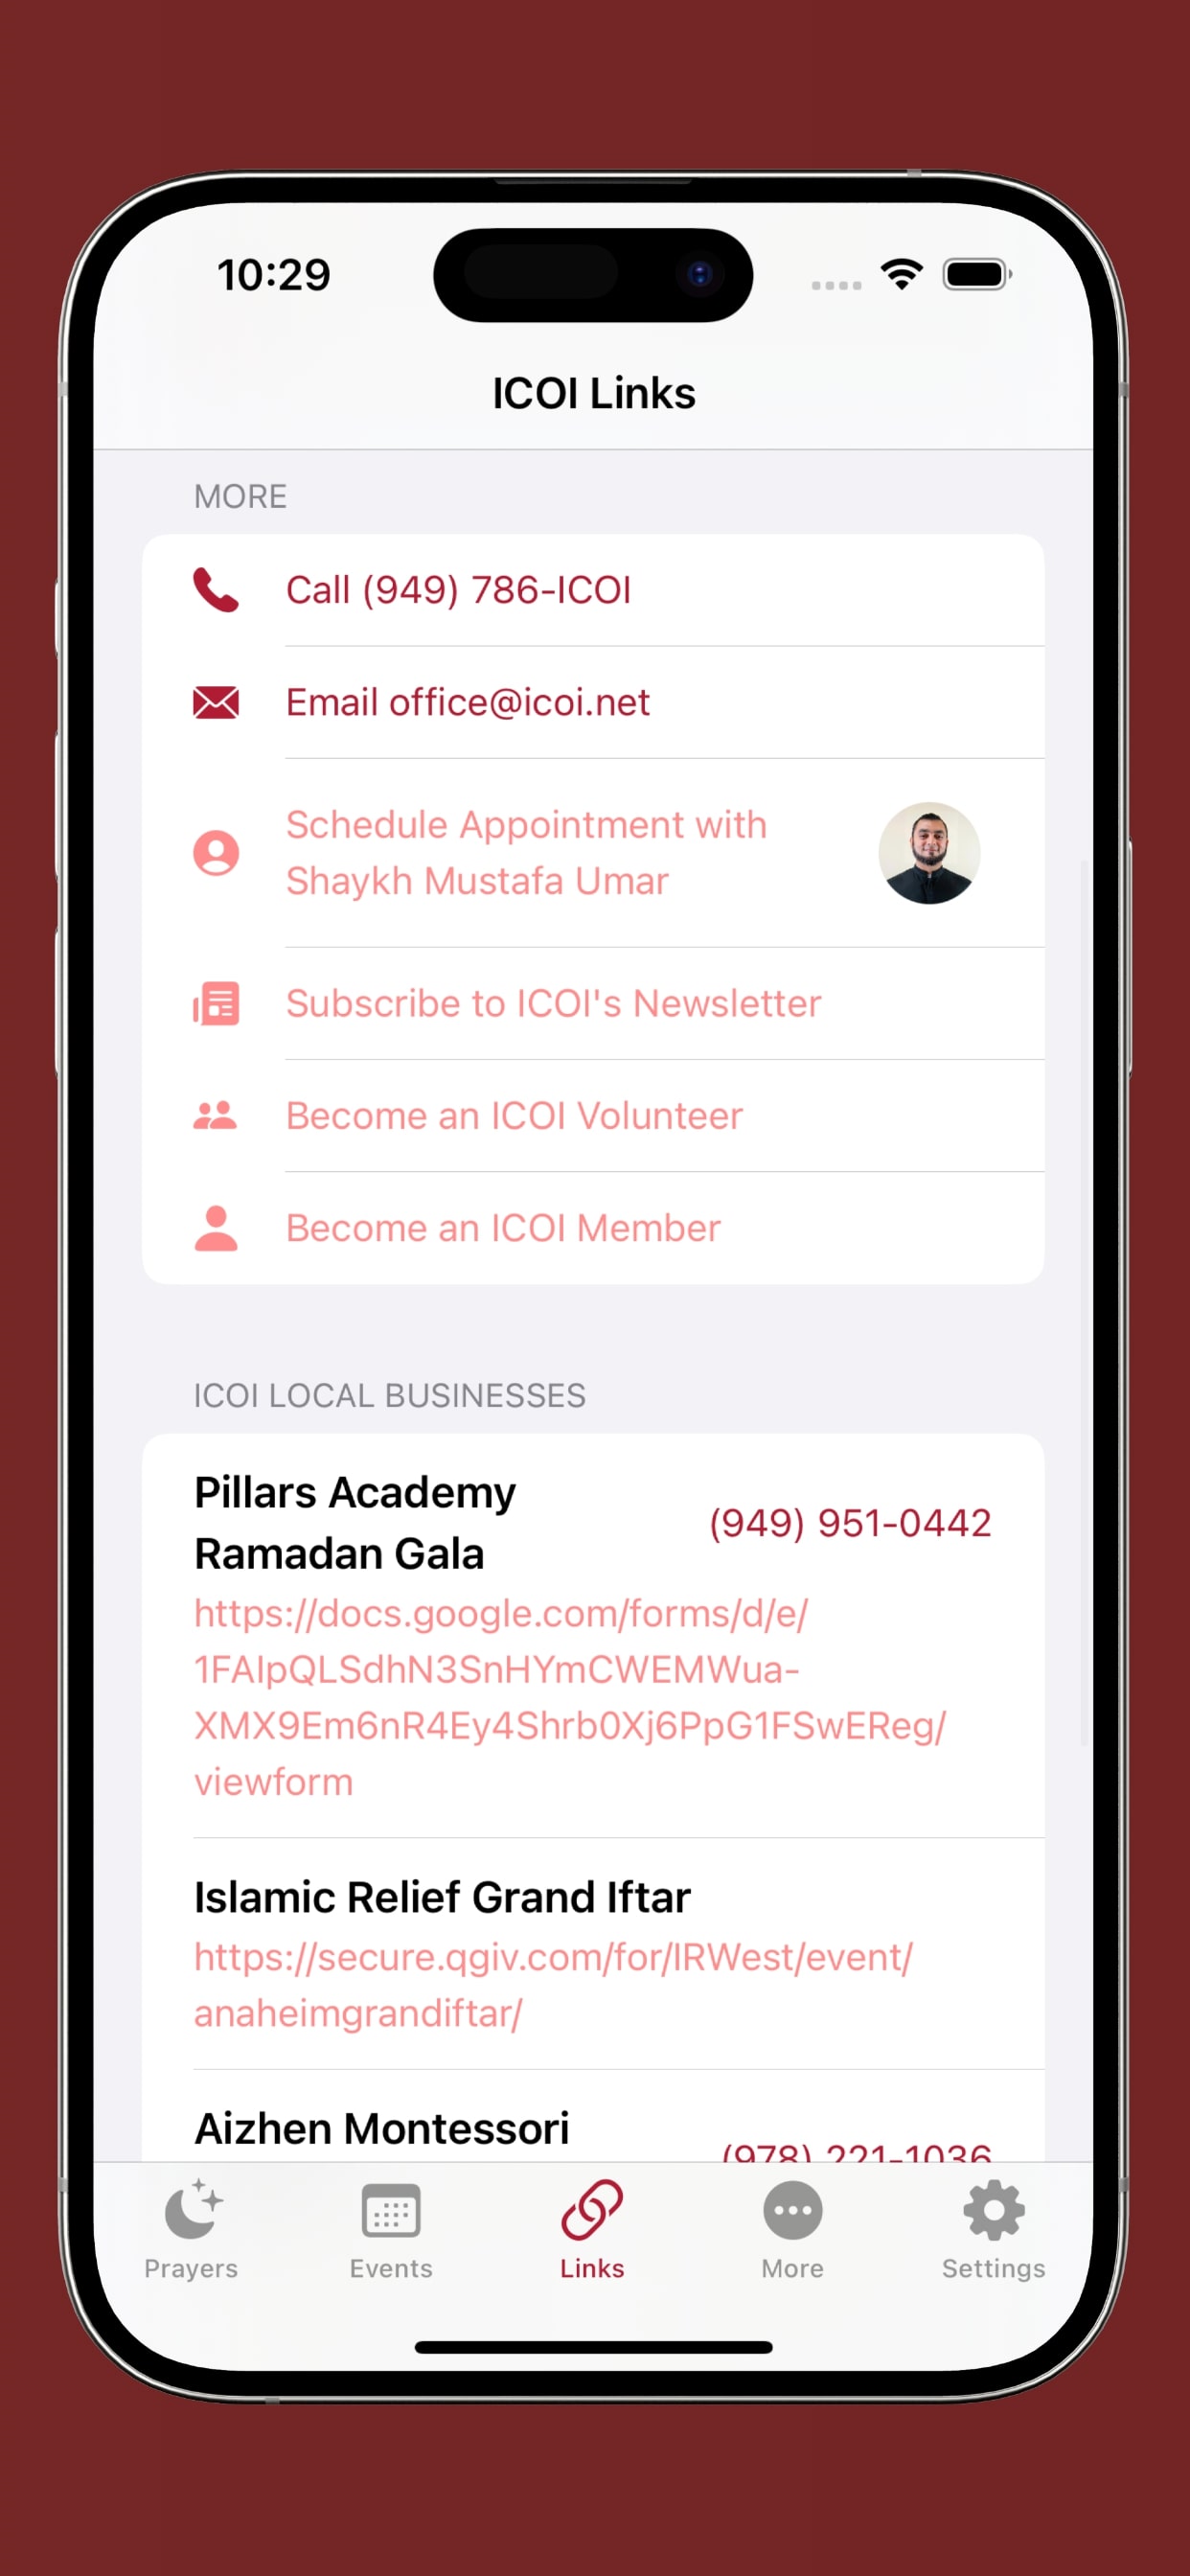 10:29
ICOI Links
MORE
Call (949) 786-ICOI
Email office@icoi.net
Schedule Appointment with
Shaykh Mustafa Umar
Subscribe to ICOI's Newsletter
Become an ICOI Volunteer
Become an ICOI Member
ICOI LOCAL BUSINESSES
Pillars Academy
Ramadan Gala
(949) 951-0442
https://docs.google.com/forms/d/e/
1FAIpQLSdhN3SnHYmCWEMWua-
XMX9Em6nR4Ey4Shrb0Xj6PpG1FSwEReg/
viewform
Islamic Relief Grand Iftar
https://secure.qgiv.com/for/IRWest/event/
anaheimgrandiftar/
Aizhen Montessori
(978) 221-1036
Prayers
Events
Links
More
Settings